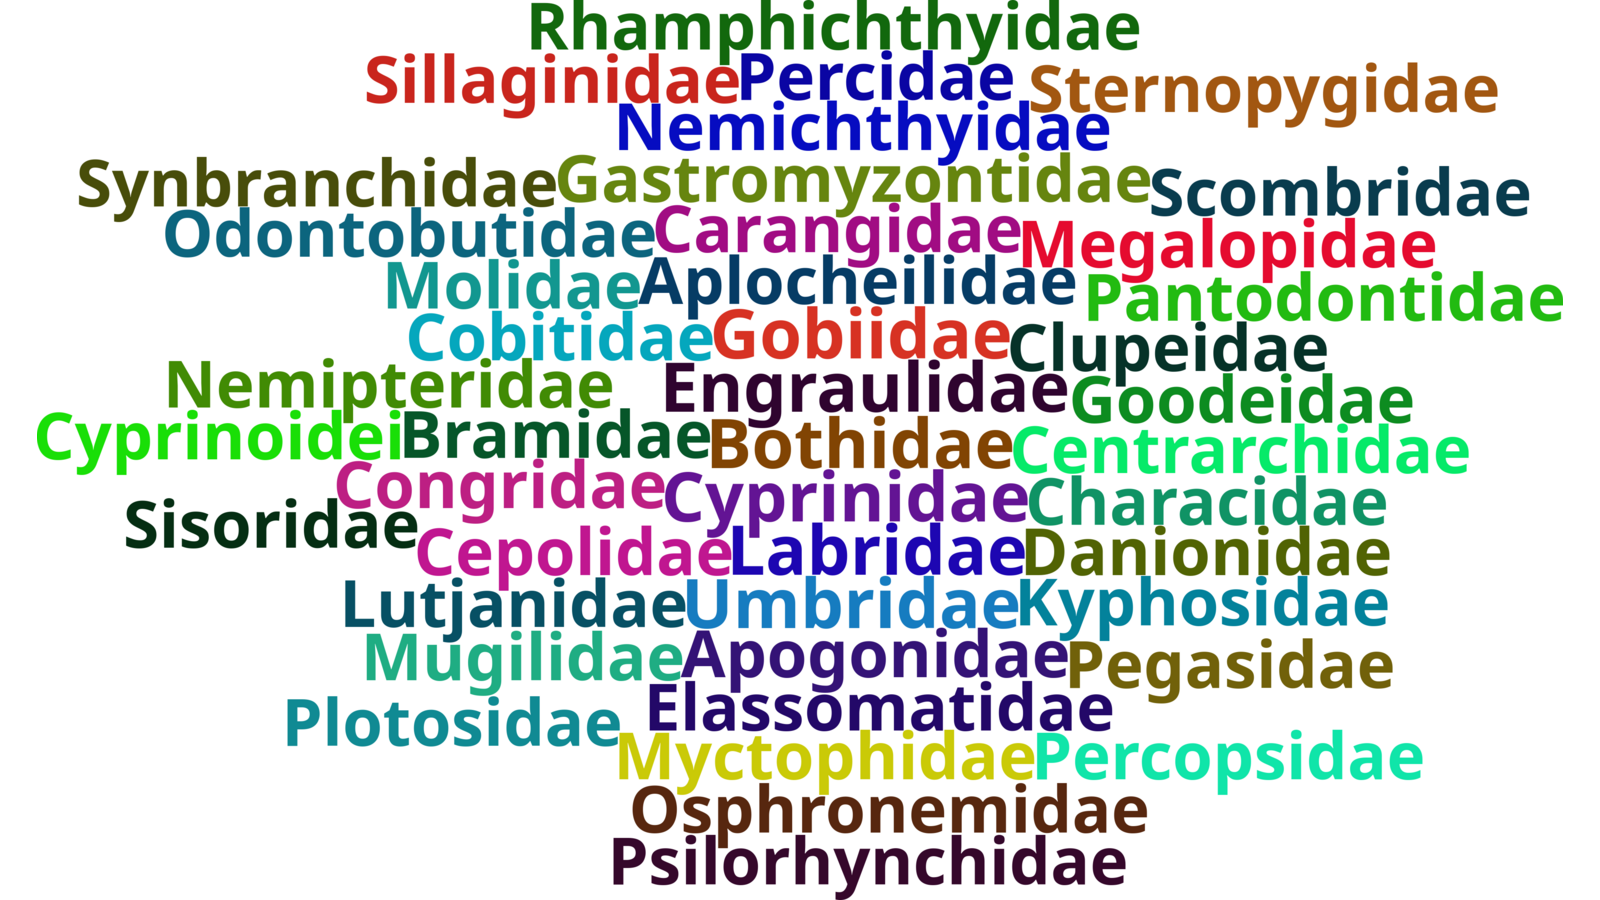 Rhamphichthyidae
Sillaginidae Percidae Sternopygidae
Nemichthyidae
Synbranchidae Gastromyzontidae Scombridae
Odontobutidae Carangidae Megalopidae
Molidae Aplocheilidae Pantodontidae
Cobitidae Gobiidae Clupeidae
Nemipteridae Engraulidae Goodeidae
Cyprinoidei Bramidae Bothidae Centrarchidae
Congridae Cyprinidae Characidae
Sisoridae Cepolidae Labridae Danionidae
Lutjanidae Umbridae Kyphosidae
Mugilidae Apogonidae Pegasidae
Plotosidae Elassomatidae
Myctophidae Percopsidae
Osphronemidae
Psilorhynchidae